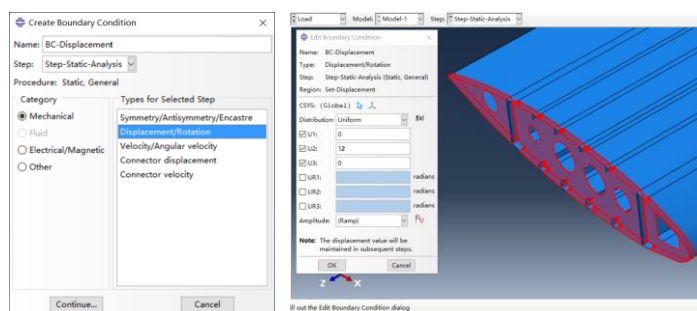 Create Boundary Condition
Name: BC-Displacement
Step: Step-Static-Analysis
Procedure: Static, General
Category
Mechanical
Fluid
Electrical/Magnetic
Other
Types for Selected Step
Symmetry/Antisymmetry/Encastre
Displacement/Rotation
Velocity/Angular velocity
Connector displacement
Connector velocity
Continue...
Cancel
Load Model: Model-1 Step: Step-Static-Analysis
Edit Boundary Condition
Name: BC-Displacement
Type: Displacement/Rotation
Step: Step-Static-Analysis (Static, General)
Region: Set-Displacement
CSYS: (Global)
Distribution: Uniform f(x)
U1: 0
U2: 12
U3: 0
UR1: radians
UR2: radians
UR3: radians
Amplitude: (Ramp)
Note: The displacement value will be
maintained in subsequent steps.
OK
Cancel
Z X
ill out the Edit Boundary Condition dialog